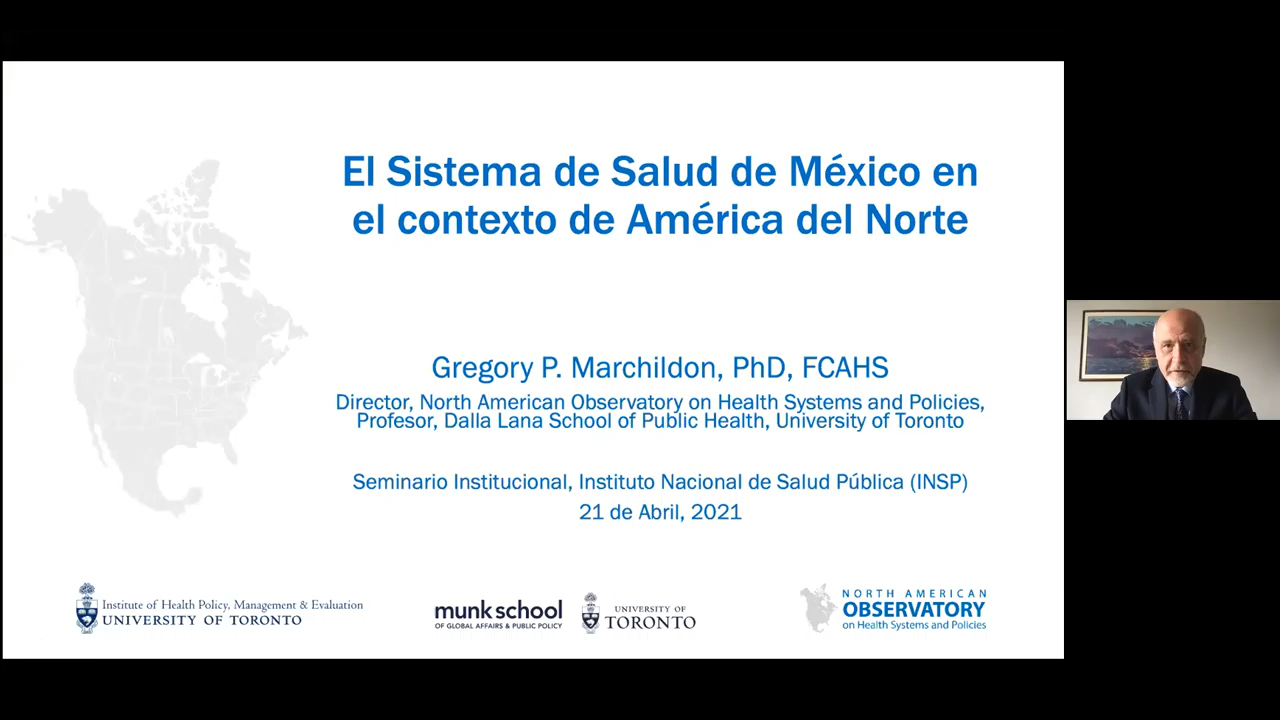 El Sistema de Salud de México en
el contexto de América del Norte
Gregory P. Marchildon, PhD, FCAHS
Director, North American Observatory on Health Systems and Policies,
Profesor, Dalla Lana School of Public Health, University of Toronto
Seminario Institucional, Instituto Nacional de Salud Pública (INSP)
21 de Abril, 2021
Institute of Health Policy, Management & Evaluation
UNIVERSITY OF TORONTO
munk school
OF GLOBAL AFFAIRS & PUBLIC POLICY
UNIVERSITY OF
TORONTO
NORTH AMERICAN
OBSERVATORY
on Health Systems and Policies